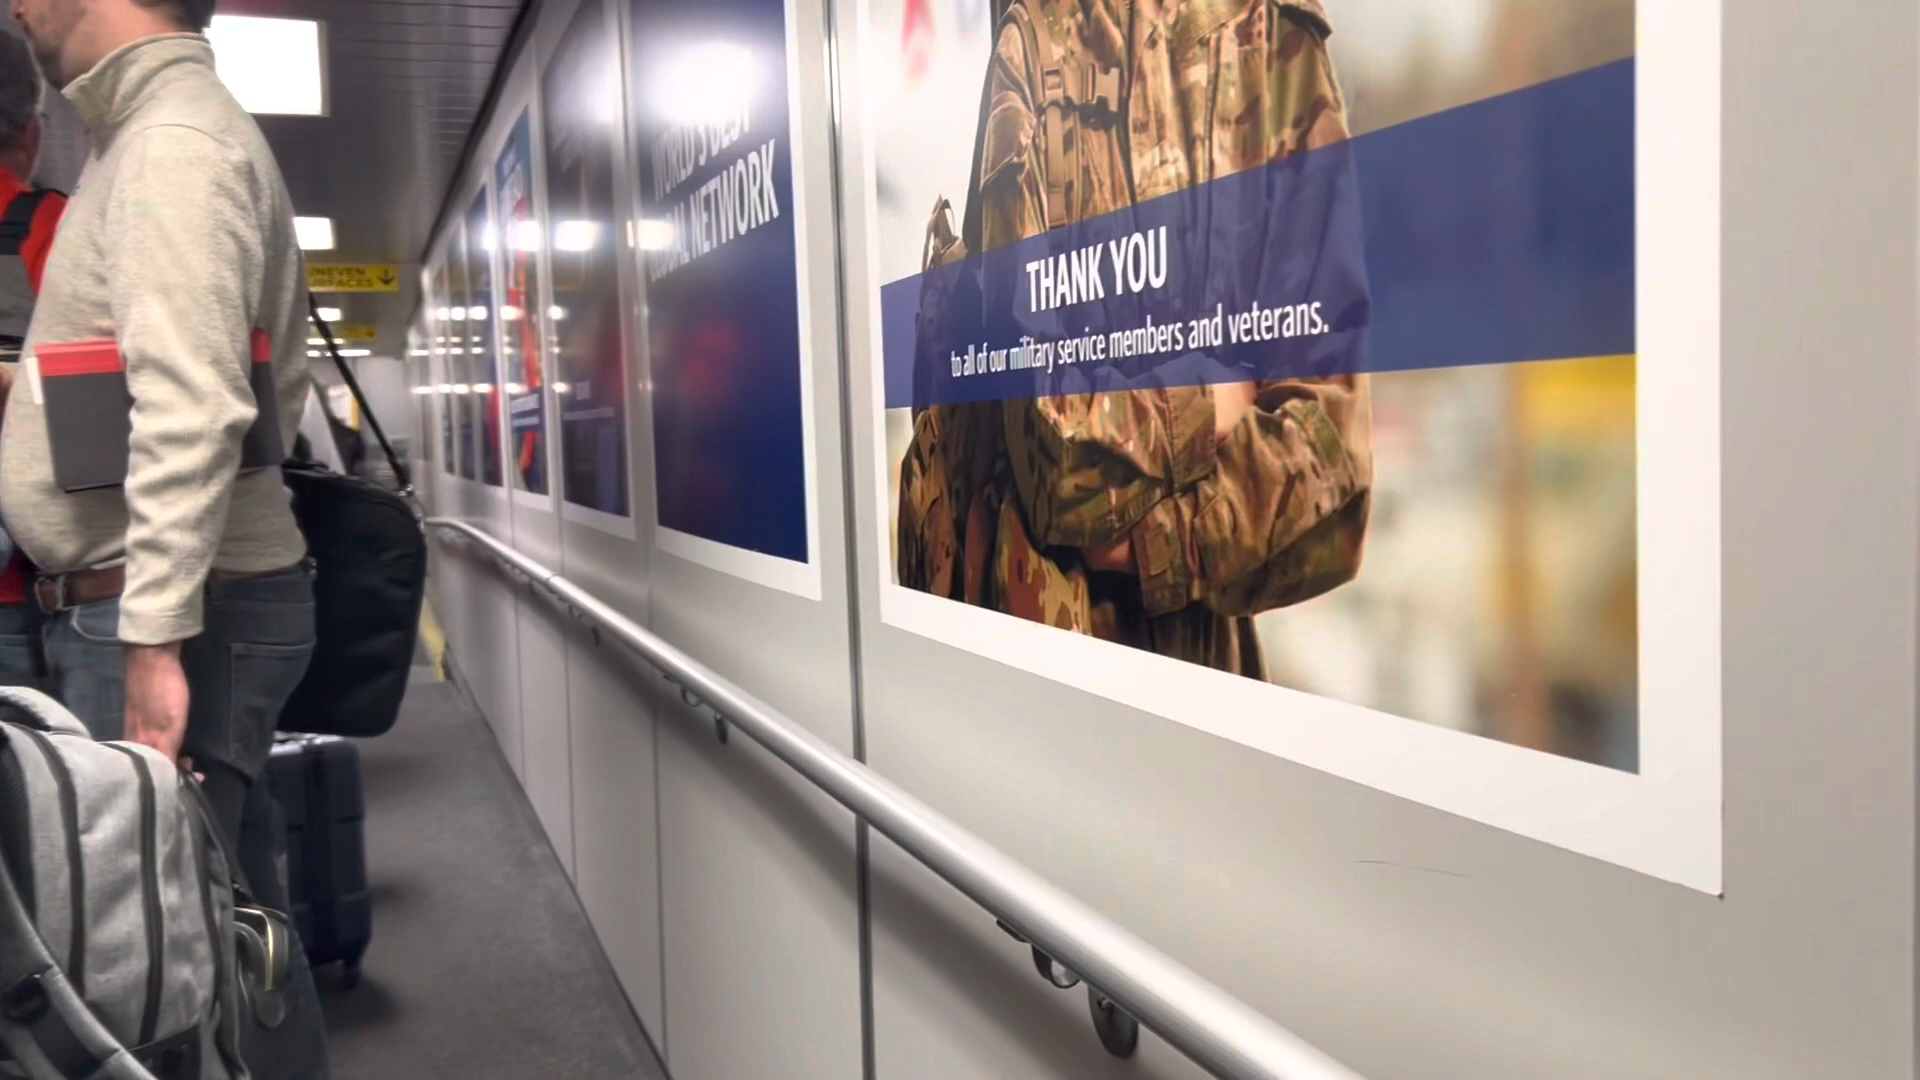 UNEVEN
SURFACES
WORLD'S BEST
GLOBAL NETWORK
THANK YOU
to all of our military service members and veterans.